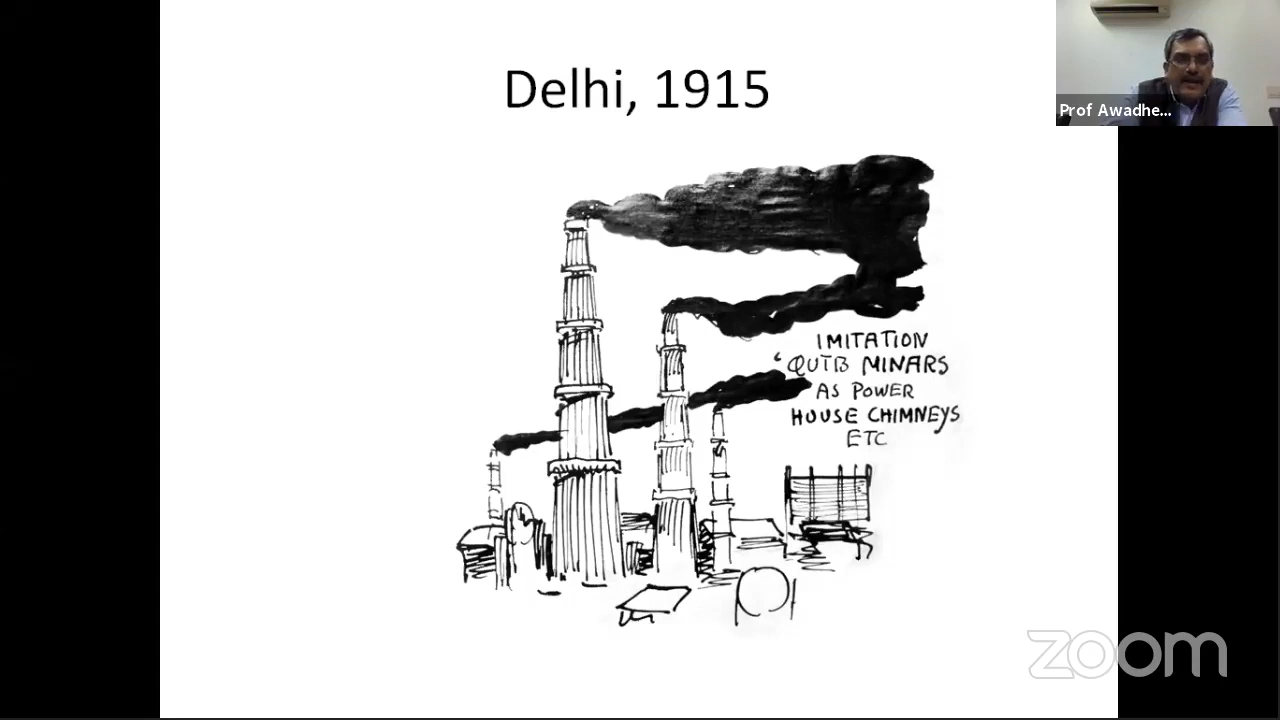 Delhi, 1915
Prof Awadhe...
IMITATION
‘QUTB MINARS
AS POWER
HOUSE CHIMNEYS
ETC
zoom